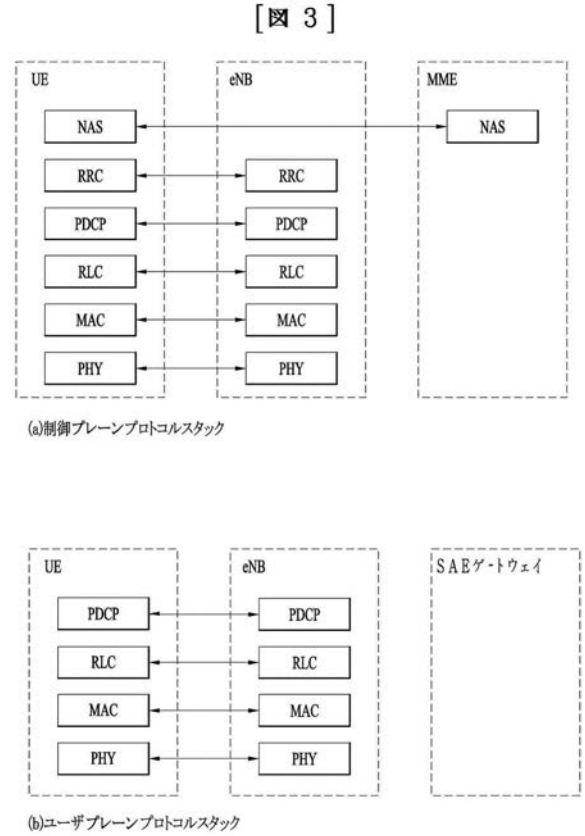 [図 3]
UE eNB MME
NAS NAS
RRC RRC
PDCP PDCP
RLC RLC
MAC MAC
PHY PHY
(a)制御プレーンプロトコルスタック
UE eNB SAEゲートウェイ
PDCP PDCP
RLC RLC
MAC MAC
PHY PHY
(b)ユーザプレーンプロトコルスタック